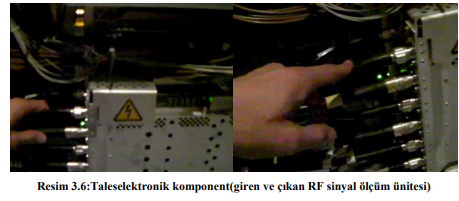 Resim 3.6:Taleselektronik komponent(giren ve çıkan RF sinyal ölçüm ünitesi)